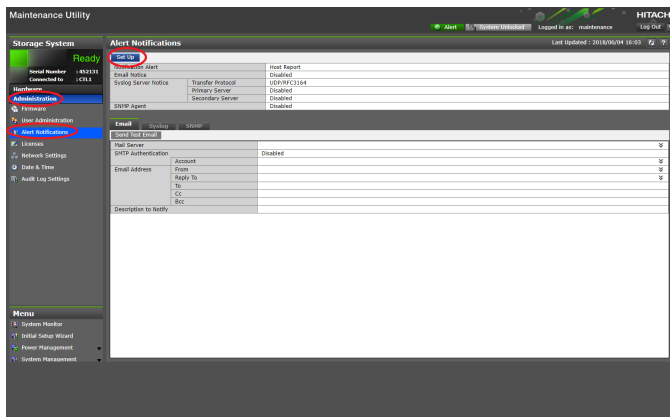 Maintenance Utility
HITACH
Alert System Unlocked Logged in as: maintenance Log Out
Storage System
Ready
Serial Number : 452131
Connected to : CTL1
Hardware
Administration
Firmware
User Administration
Alert Notifications
Licenses
Network Settings
Date & Time
Audit Log Settings
Menu
System Monitor
Initial Setup Wizard
Power Management
System Management
Alert Notifications Last Updated : 2018/06/04 16:03 ?
Set Up
Notification Alert Host Report
Email Notice Disabled
Syslog Server Notice Transfer Protocol UDP/RFC3164
Primary Server Disabled
Secondary Server Disabled
SNMP Agent Disabled
Email Syslog SNMP
Send Test Email
Mail Server
SMTP Authentication Disabled
Account
Email Address From
Reply To
To
Cc
Bcc
Description to Notify